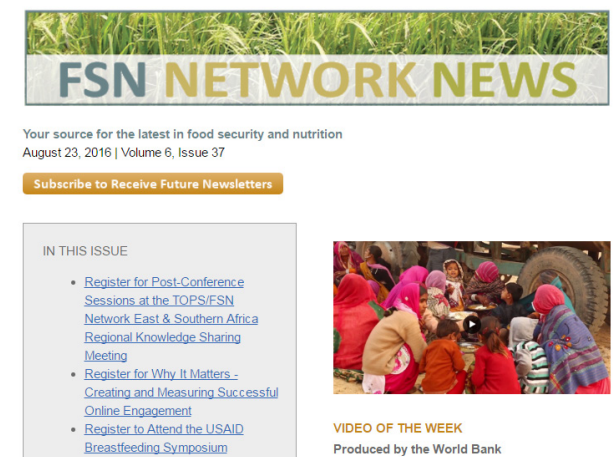 FSN NETWORK NEWS
Your source for the latest in food security and nutrition
August 23, 2016 | Volume 6, Issue 37
Subscribe to Receive Future Newsletters
IN THIS ISSUE
• Register for Post-Conference
Sessions at the TOPS/FSN
Network East & Southern Africa
Regional Knowledge Sharing
Meeting
• Register for Why It Matters -
Creating and Measuring Successful
Online Engagement
• Register to Attend the USAID
Breastfeeding Symposium
VIDEO OF THE WEEK
Produced by the World Bank